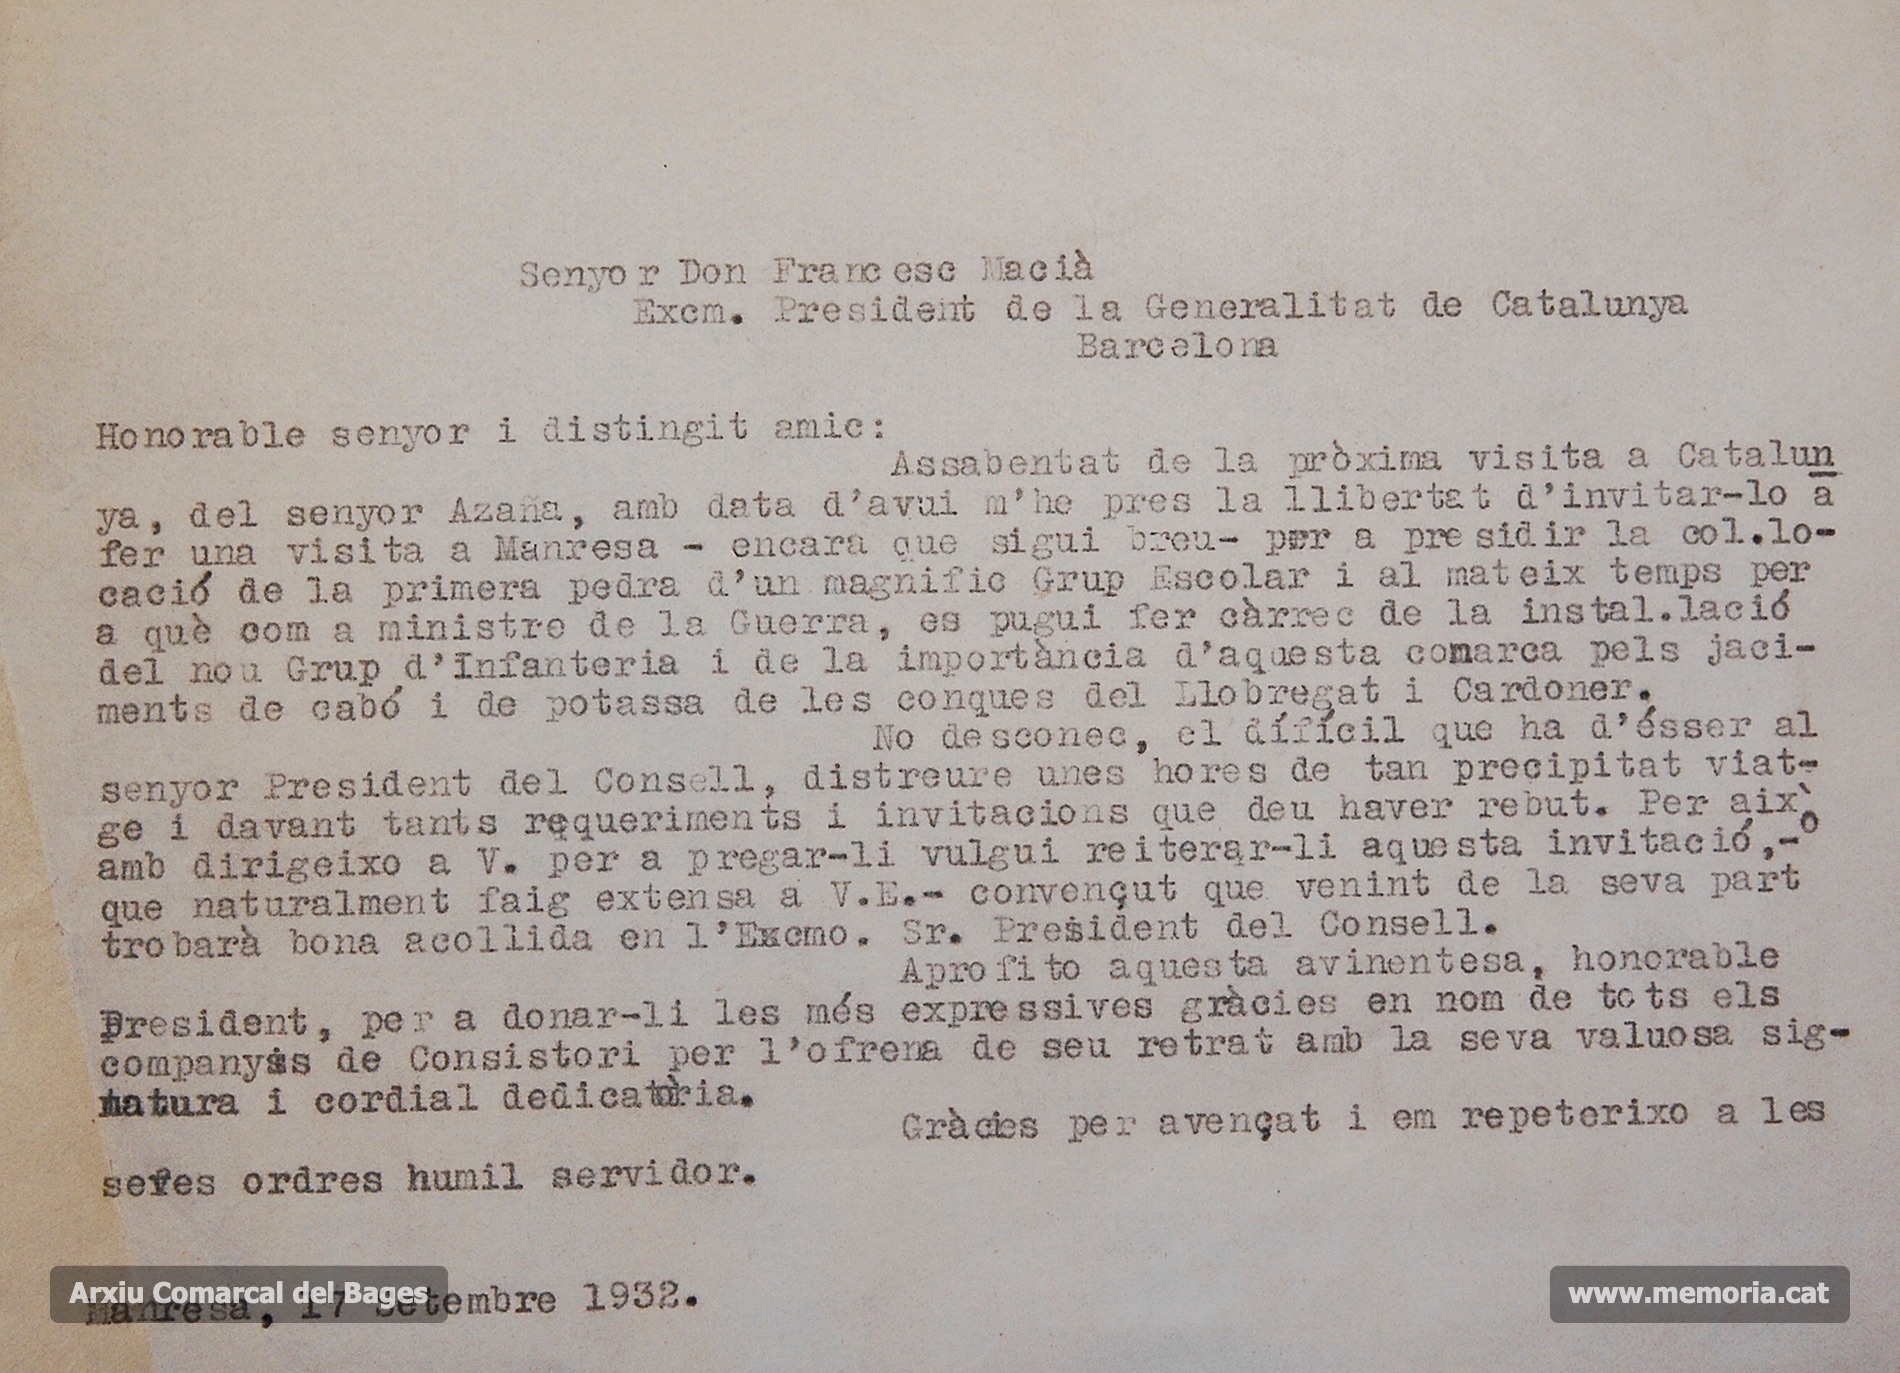 Senyor Don Francesc Macià
Excm. President de la Generalitat de Catalunya
Barcelona
Honorable senyor i distingit amic:
Assabentat de la pròxima visita a Catalun
ya, del senyor Azaña, amb data d'avui m'he pres la llibertat d'invitar-lo a
fer una visita a Manresa - encara que sigui breu- per a presidir la col.lo-
cació de la primera pedra d'un magnific Grup Escolar i al mateix temps per
a què com a ministre de la Guerra, es pugui fer càrrec de la instal.lació
del nou Grup d'Infanteria i de la importància d'aquesta comarca pels jaci-
ments de cabó i de potassa de les conques del Llobregat i Cardoner.
No desconec, el díficil que ha d'ésser al
senyor President del Consell, distreure unes hores de tan precipitat viat-
ge i davant tants requeriments i invitacions que deu haver rebut. Per això
amb dirigeixo a V. per a pregar-li vulgui reiterar-li aquesta invitació,-
que naturalment faig extensa a V.E.- convençut que venint de la seva part
trobarà bona acollida en l'Excmo. Sr. President del Consell.
Aprofito aquesta avinentesa, honorable
President, per a donar-li les més expressives gràcies en nom de tots els
companys de Consistori per l'ofrena de seu retrat amb la seva valuosa sig-
natura i cordial dedicatòria.
Gràcies per avençat i em repeteixo a les
seves ordres humil servidor.
Manresa, 17 setembre 1932.
Arxiu Comarcal del Bages
www.memoria.cat